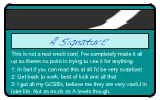 A Signature
This is not a real credit card, I've completely made it all
up so theres no point in trying to use it for anything.
1: In fact if you can read this at all i'd be very surprised
2: Get back to work, best of luck and all that
3: I got all my GCSEs, believe me they are very useful in
later life. Not as much as A levels though